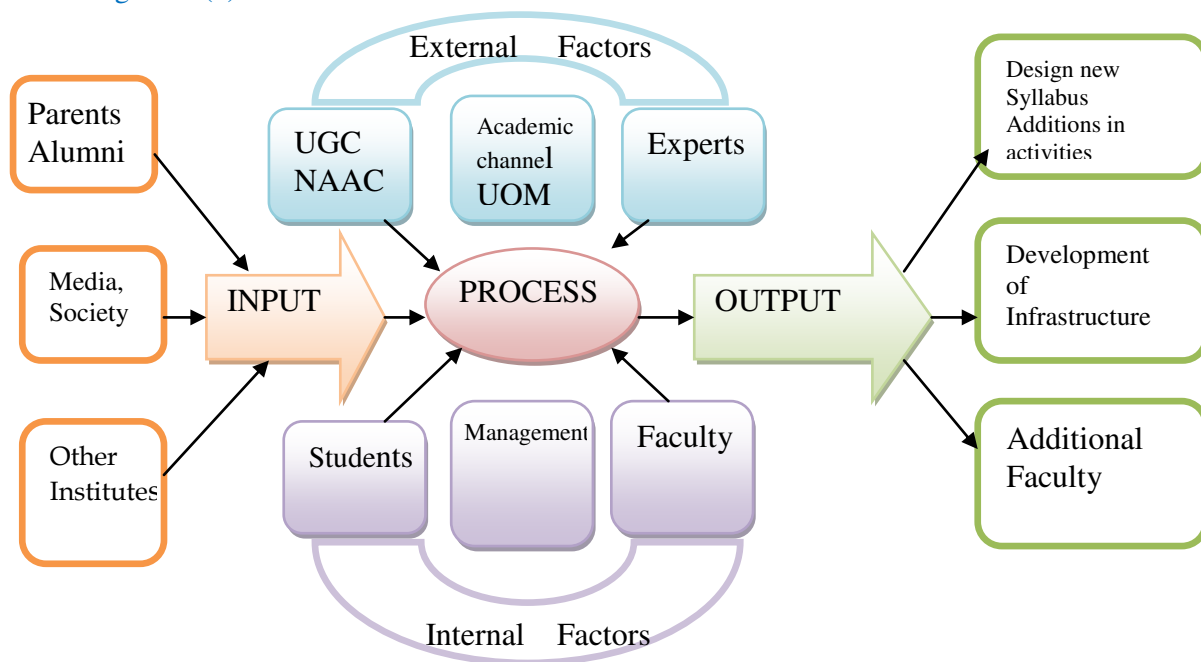 External Factors
Parents
Alumni
Media,
Society
Other
Institutes
INPUT
UGC
NAAC
Academic
channel
UOM
Experts
PROCESS
Students
Management
Faculty
Internal Factors
OUTPUT
Design new
Syllabus
Additions in
activities
Development
of
Infrastructure
Additional
Faculty